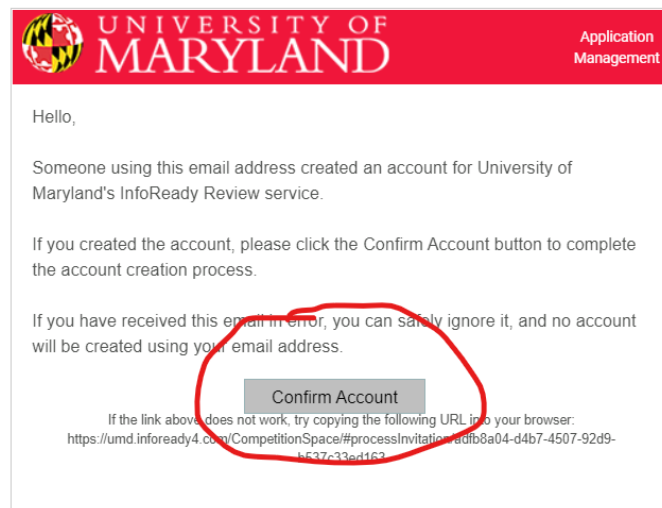 UNIVERSITY OF
MARYLAND
Application
Management
Hello,
Someone using this email address created an account for University of
Maryland's InfoReady Review service.
If you created the account, please click the Confirm Account button to complete
the account creation process.
If you have received this email in error, you can safely ignore it, and no account
will be created using your email address.
Confirm Account
If the link above does not work, try copying the following URL into your browser:
https://umd.infoready4.com/CompetitionSpace/#processInvitation/adfb8a04-d4b7-4507-92d9-
b537c33ed163